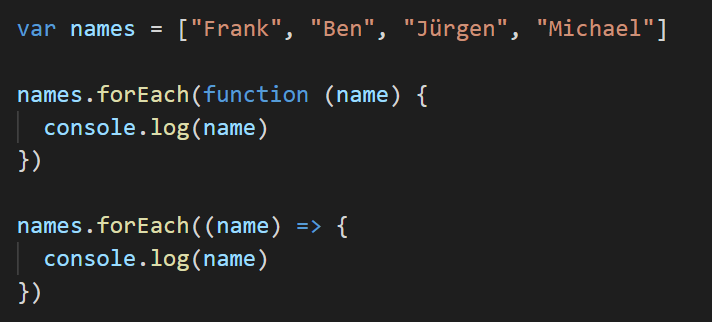 var names = ["Frank", "Ben", "Jürgen", "Michael"]
names.forEach(function (name) {
  console.log(name)
})
names.forEach((name) => {
  console.log(name)
})